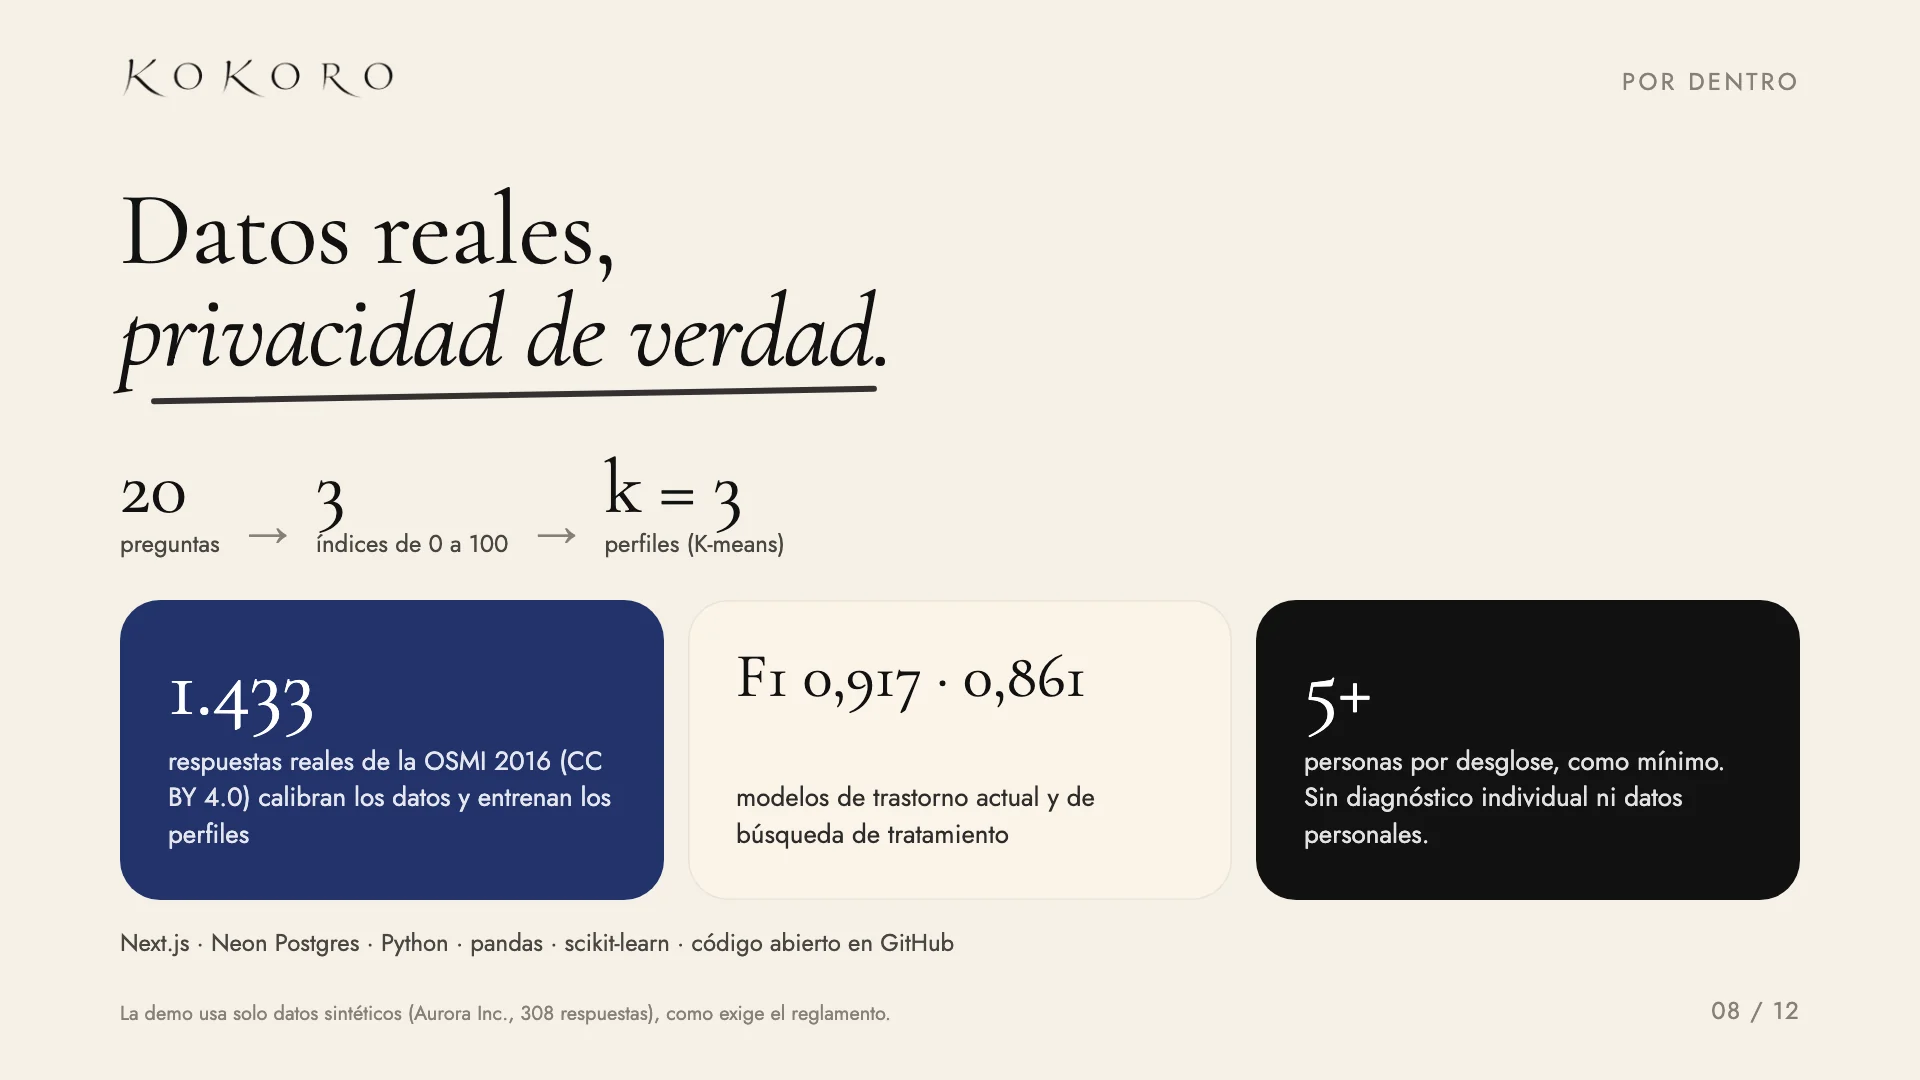 KOKORO
POR DENTRO
Datos reales,
privacidad de verdad.
20 → 3 → k = 3
preguntas índices de 0 a 100 perfiles (K-means)
1.433
respuestas reales de la OSMI 2016 (CC
BY 4.0) calibran los datos y entrenan los
perfiles
F1 0,917 · 0,861
modelos de trastorno actual y de
búsqueda de tratamiento
5+
personas por desglose, como mínimo.
Sin diagnóstico individual ni datos
personales.
Next.js · Neon Postgres · Python · pandas · scikit-learn · código abierto en GitHub
La demo usa solo datos sintéticos (Aurora Inc., 308 respuestas), como exige el reglamento.
08 / 12